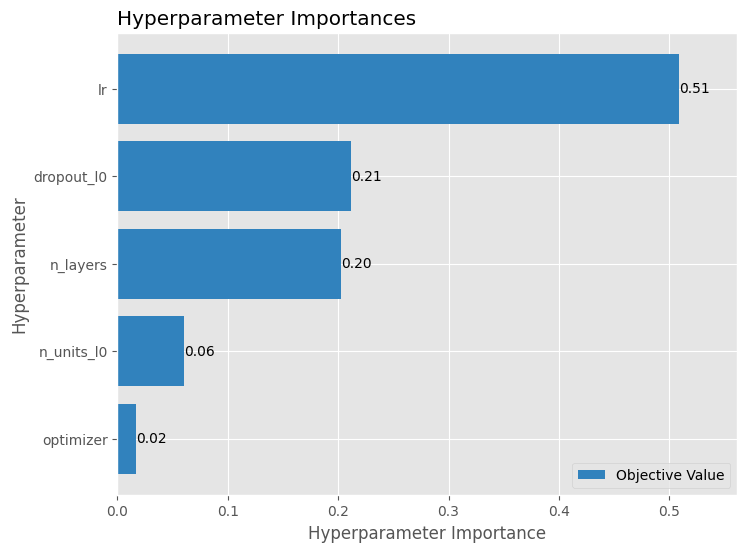 Hyperparameter Importances
Hyperparameter
lr
0.51
dropout_l0
0.21
n_layers
0.20
n_units_l0
0.06
optimizer
0.02
Objective Value
0.0 0.1 0.2 0.3 0.4 0.5
Hyperparameter Importance